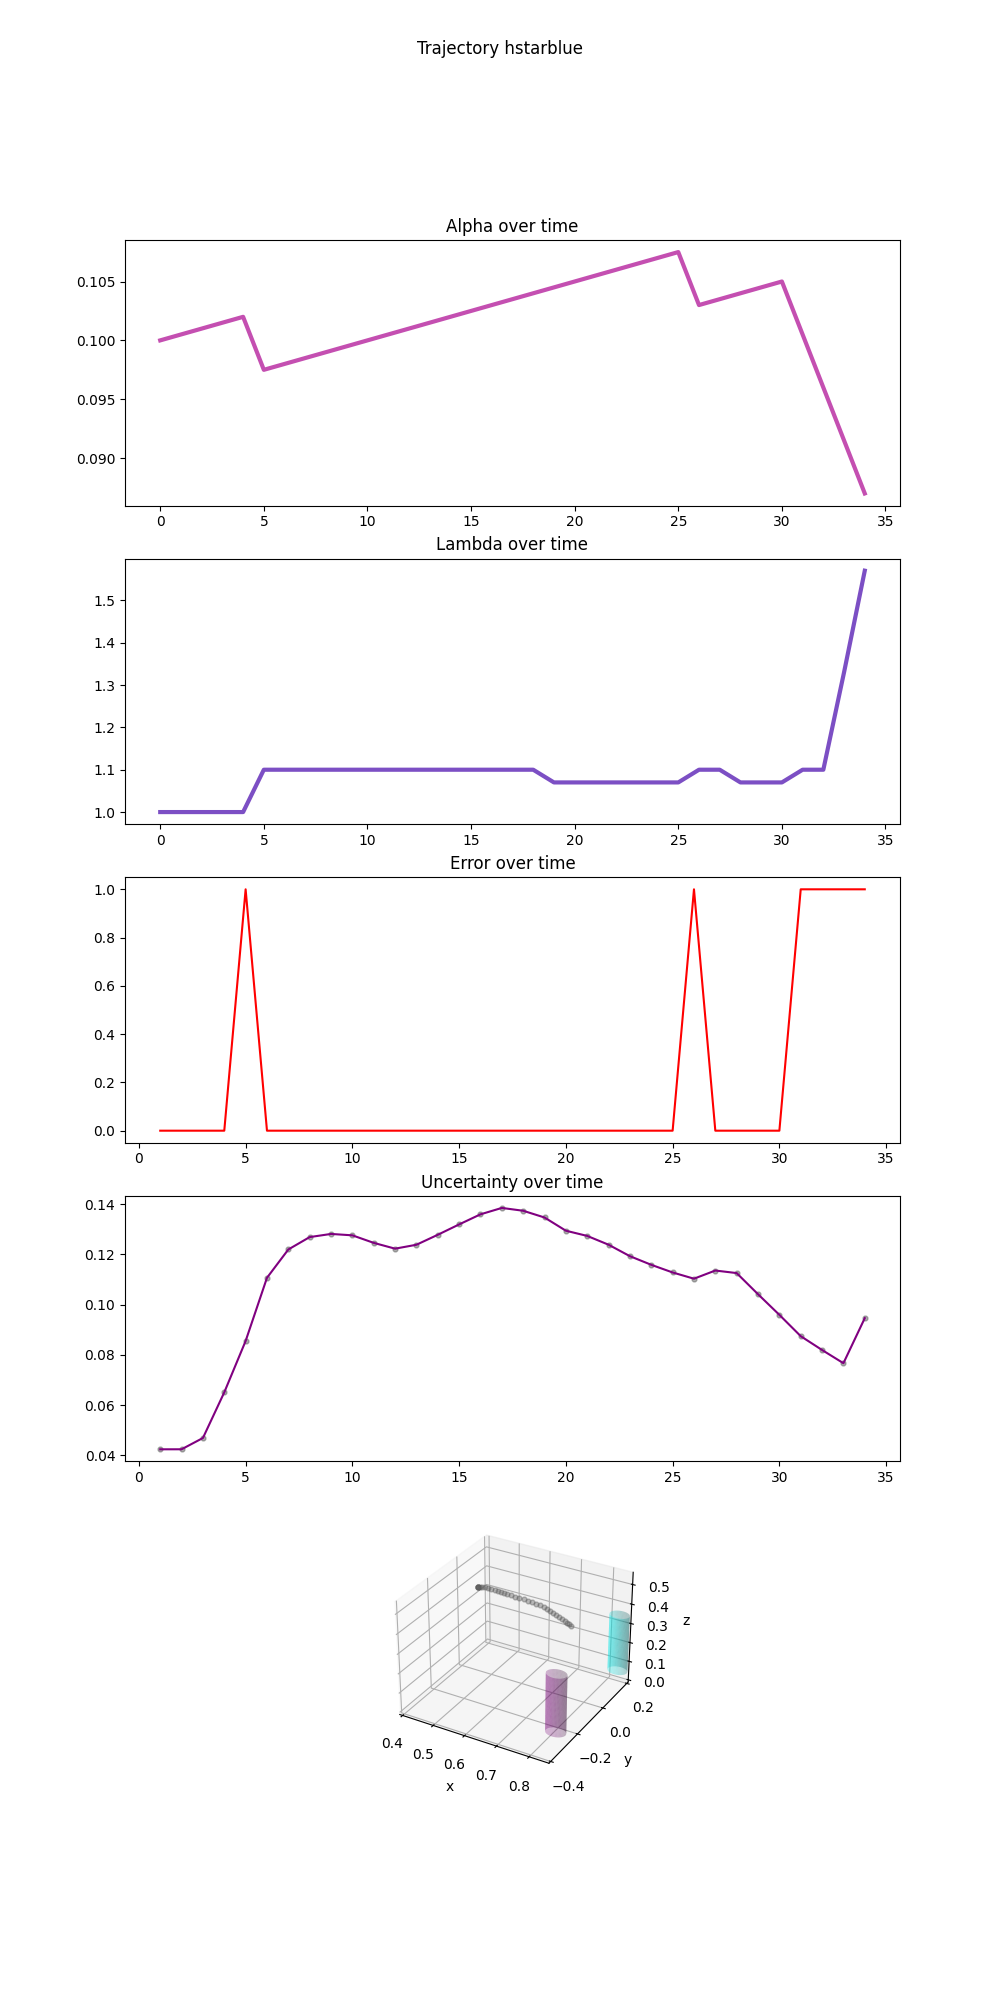 Trajectory hstarblue
Alpha over time
0.105
0.100
0.095
0.090
0 5 10 15 20 25 30 35
Lambda over time
1.5
1.4
1.3
1.2
1.1
1.0
0 5 10 15 20 25 30 35
Error over time
1.0
0.8
0.6
0.4
0.2
0.0
0 5 10 15 20 25 30 35
Uncertainty over time
0.14
0.12
0.10
0.08
0.06
0.04
0 5 10 15 20 25 30 35
0.5
0.4
0.3 z
0.2
0.1
0.0
0.2
0.0
−0.2 y
−0.4
0.4 0.5 0.6 0.7 0.8
x